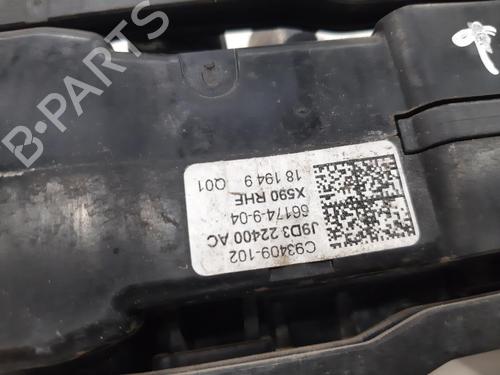 B-PARTS
C93409-102
J9D3 22400 AC
66174-9-04
X590 RHE
18 194 9 Q01